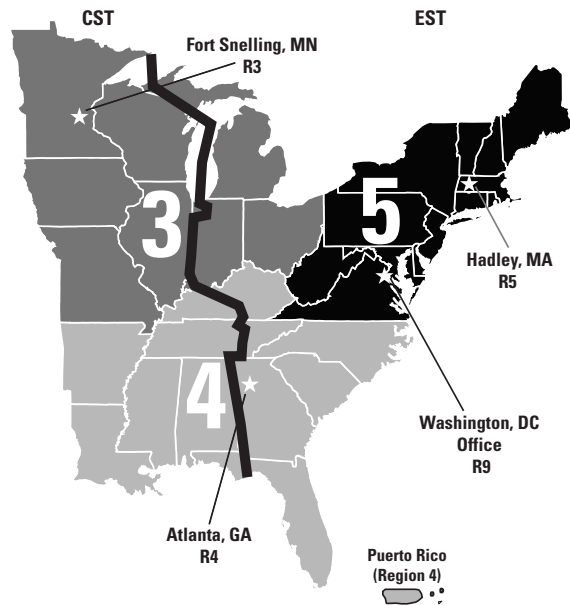 CST
EST
Fort Snelling, MN
R3
3
5
Hadley, MA
R5
4
Washington, DC
Office
R9
Atlanta, GA
R4
Puerto Rico
(Region 4)